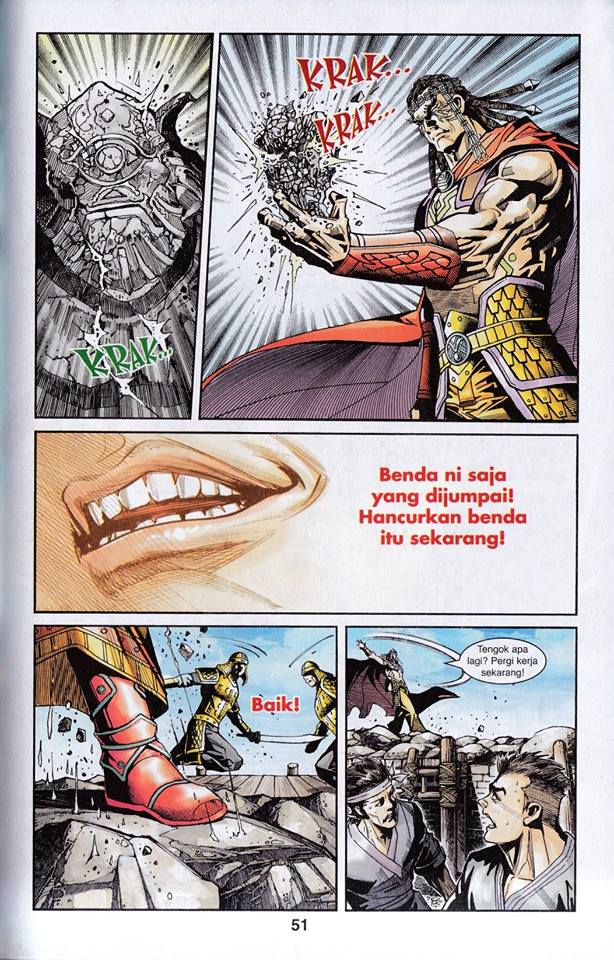 KRAK...
KRAK...
KRAK...
Benda ni saja
yang dijumpai!
Hancurkan benda
itu sekarang!
Baik!
Tengok apa
lagi? Pergi kerja
sekarang!
51